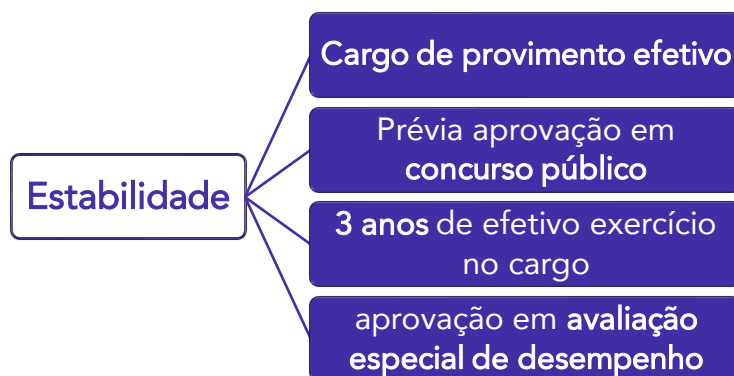 Cargo de provimento efetivo
Prévia aprovação em
concurso público
Estabilidade
3 anos de efetivo exercício
no cargo
aprovação em avaliação
especial de desempenho